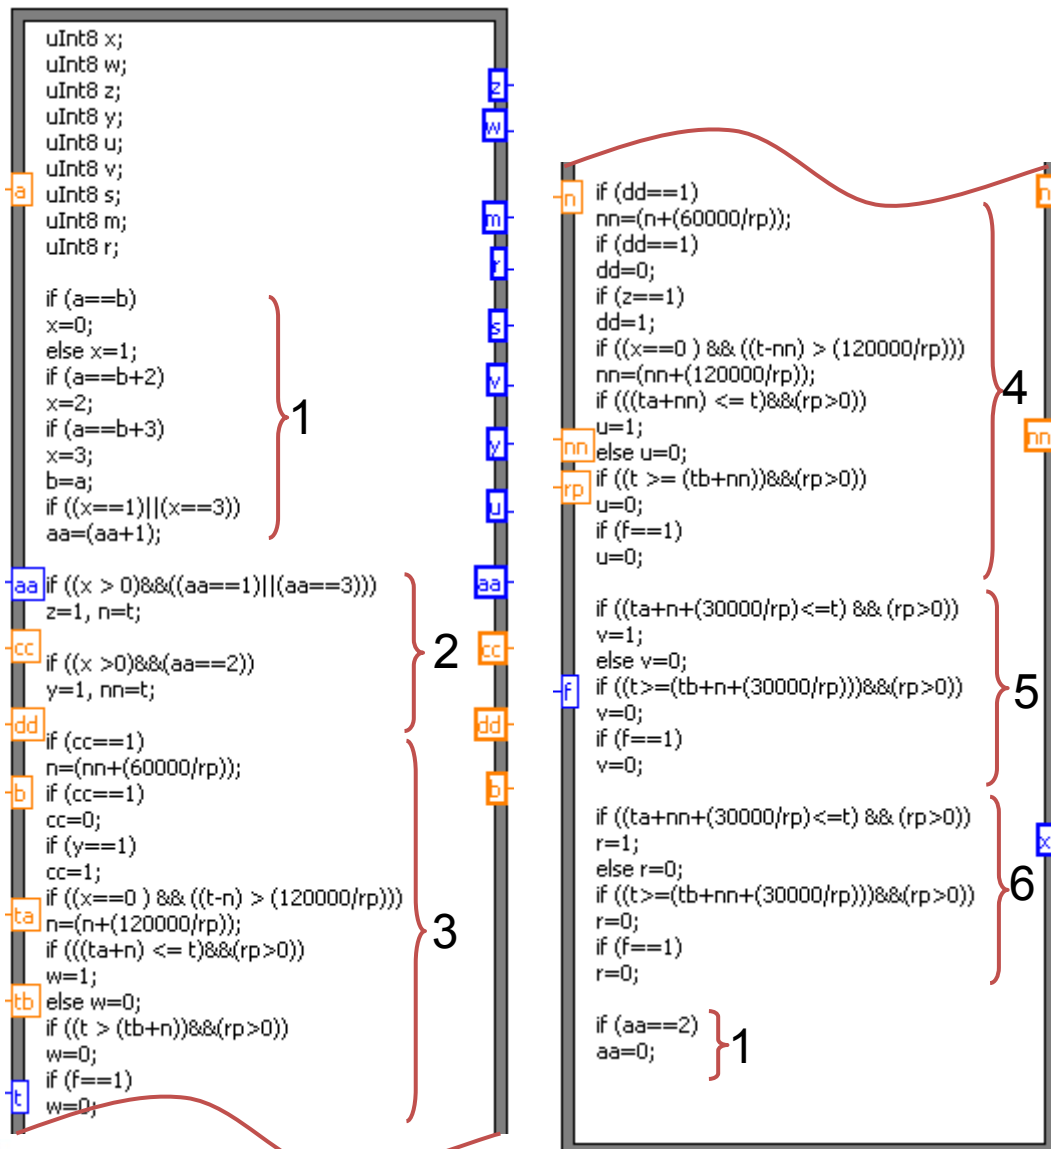 uInt8 x;
uInt8 w;
uInt8 z;
uInt8 y;
uInt8 u;
uInt8 v;
uInt8 s;
uInt8 m;
uInt8 r;
if (a==b)
x=0;
else x=1;
if (a==b+2)
x=2;
if (a==b+3)
x=3;
b=a;
if ((x==1)||(x==3))
aa=(aa+1);
1
if ((x > 0)&&((aa==1)||(aa==3)))
z=1, n=t;
if ((x >0)&&(aa==2))
y=1, nn=t;
2
if (cc==1)
n=(nn+(60000/rp));
if (cc==1)
cc=0;
if (y==1)
cc=1;
if ((x==0 ) && ((t-n) > (120000/rp)))
n=(n+(120000/rp));
if (((ta+n) <= t)&&(rp>0))
w=1;
else w=0;
if ((t > (tb+n))&&(rp>0))
w=0;
if (f==1)
w=0;
3
a
aa
cc
dd
b
ta
tb
t
z
w
m
r
s
v
y
u
aa
cc
dd
b
if (dd==1)
nn=(n+(60000/rp));
if (dd==1)
dd=0;
if (z==1)
dd=1;
if ((x==0 ) && ((t-nn) > (120000/rp)))
nn=(nn+(120000/rp));
if (((ta+nn) <= t)&&(rp>0))
u=1;
else u=0;
if ((t >= (tb+nn))&&(rp>0))
u=0;
if (f==1)
u=0;
4
if ((ta+n+(30000/rp)<=t) && (rp>0))
v=1;
else v=0;
if ((t>=(tb+n+(30000/rp)))&&(rp>0))
v=0;
if (f==1)
v=0;
5
if ((ta+nn+(30000/rp)<=t) && (rp>0))
r=1;
else r=0;
if ((t>=(tb+nn+(30000/rp)))&&(rp>0))
r=0;
if (f==1)
r=0;
6
if (aa==2)
aa=0;
1
n
nn
rp
f
n
nn
x